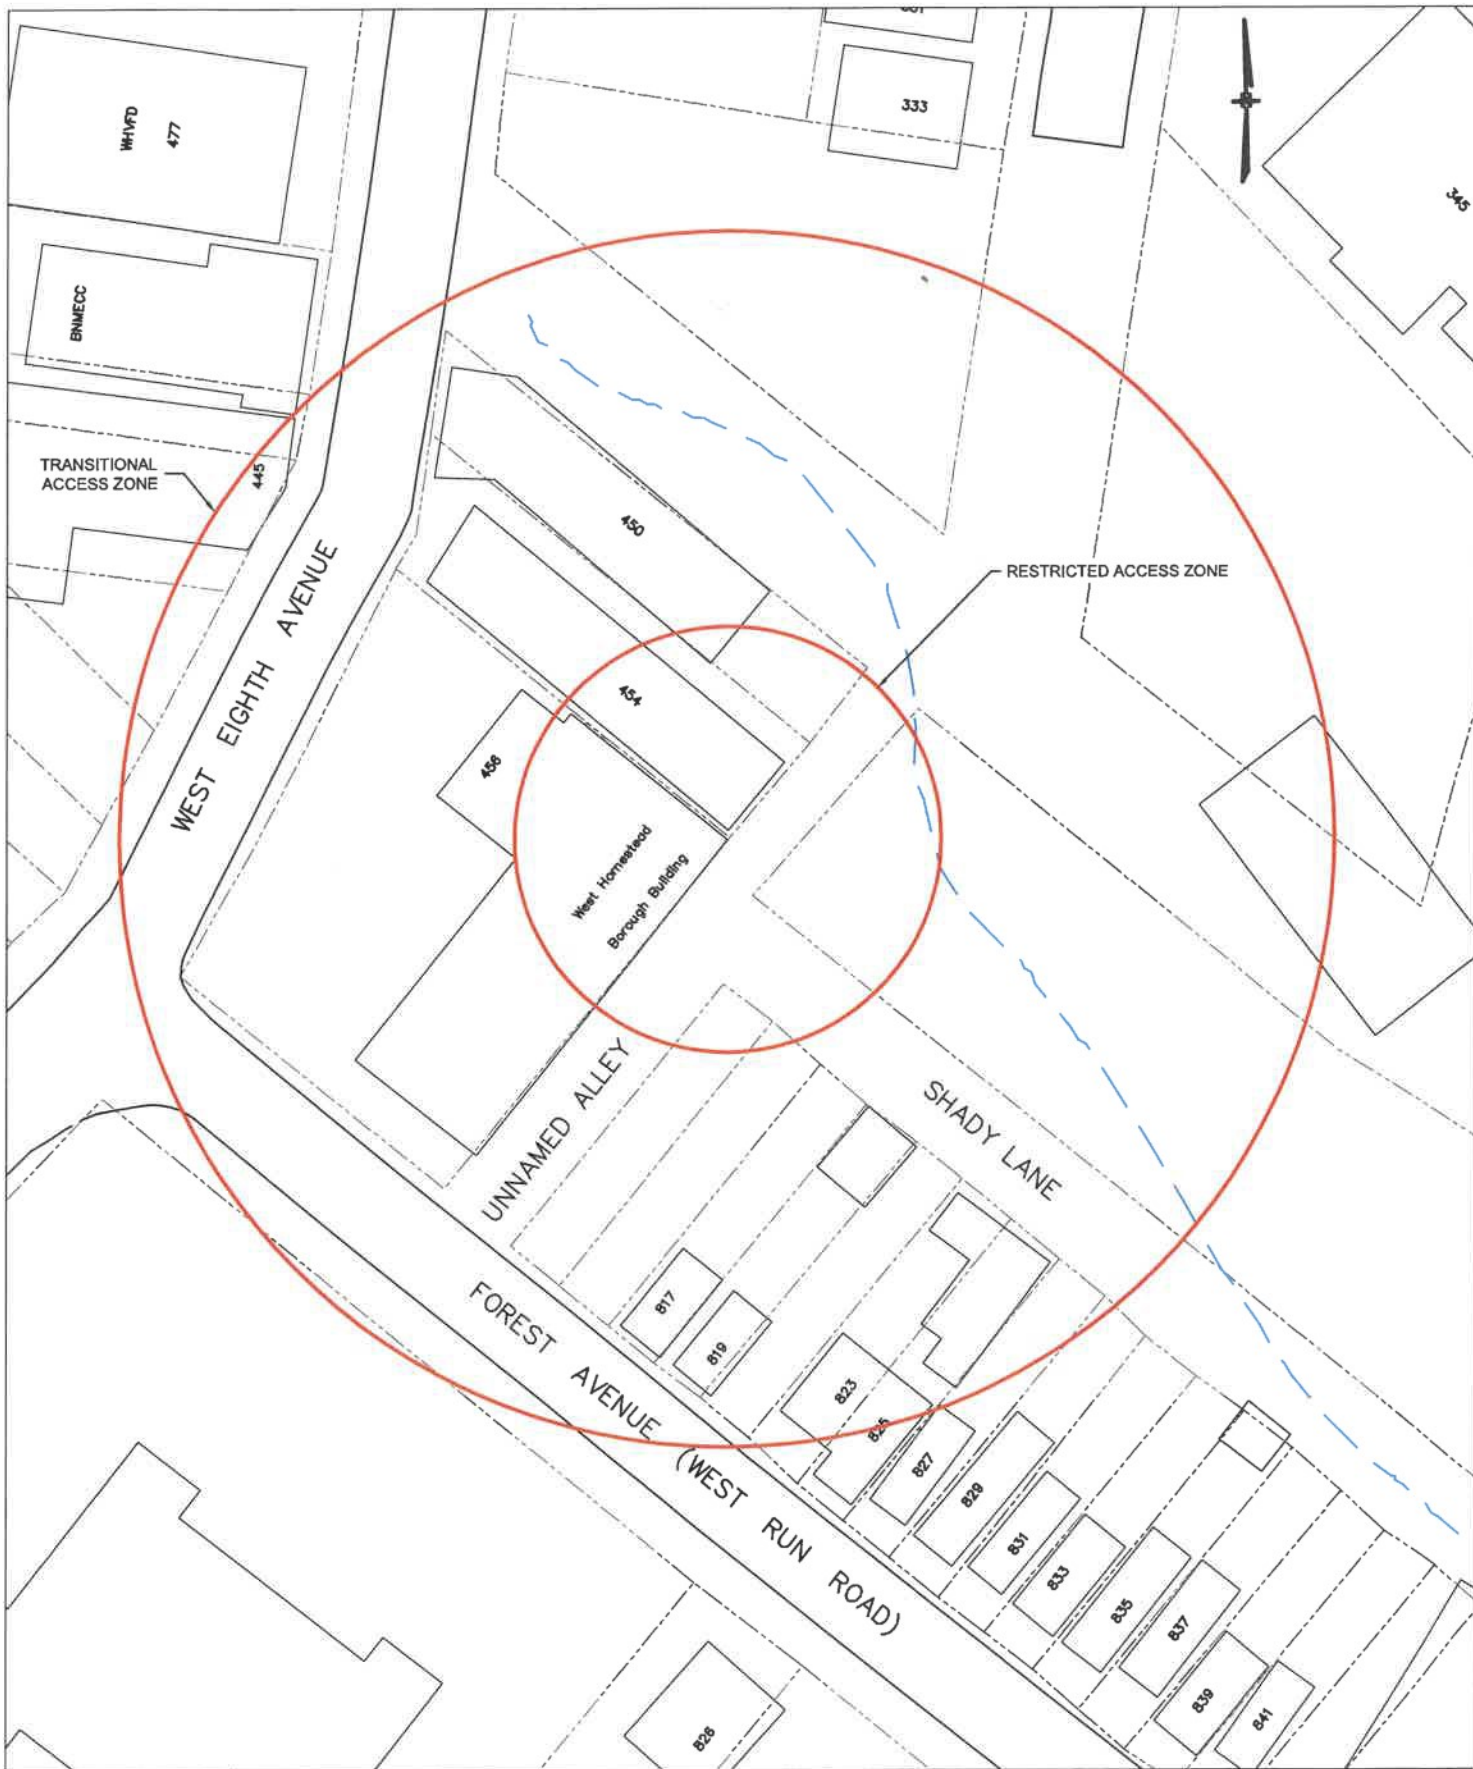 333
WHVFD
477
345
BNMECC
TRANSITIONAL
ACCESS ZONE
445
450
RESTRICTED ACCESS ZONE
WEST EIGHTH AVENUE
454
456
West Homestead
Borough Building
UNNAMED ALLEY
SHADY LANE
817
819
823
825
827
829
831
833
835
837
839
841
FOREST AVENUE (WEST RUN ROAD)
826